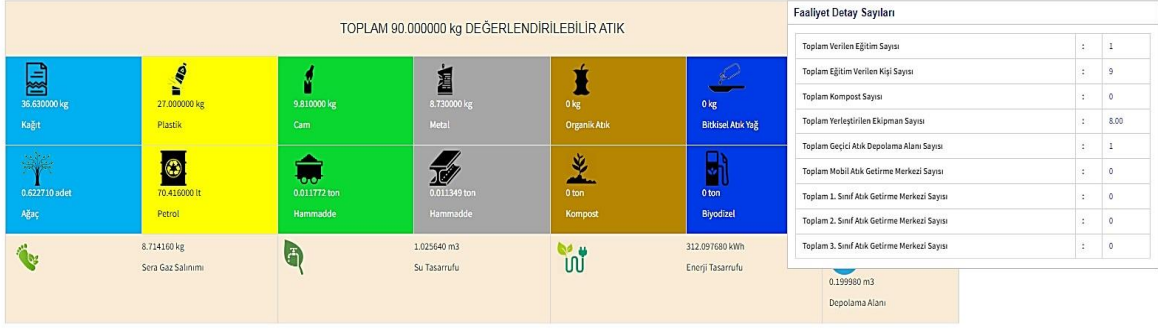 TOPLAM 90.000000 kg DEĞERLENDİRİLEBİLİR ATIK
36.630000 kg
Kağıt
27.000000 kg
Plastik
9.810000 kg
Cam
8.730000 kg
Metal
0 kg
Organik Atık
0 kg
Bitkisel Atık Yağ
0.622710 adet
Ağaç
70.416000 lt
Petrol
0.011772 ton
Hammadde
0.011349 ton
Hammadde
0 ton
Kompost
0 ton
Biyodizel
8.714160 kg
Sera Gaz Salınımı
1.025640 m3
Su Tasarrufu
312.097680 kWh
Enerji Tasarrufu
0.199980 m3
Depolama Alanı
Faaliyet Detay Sayıları
Toplam Verilen Eğitim Sayısı : 1
Toplam Eğitim Verilen Kişi Sayısı : 9
Toplam Kompost Sayısı : 0
Toplam Yerleştirilen Ekipman Sayısı : 8.00
Toplam Geçici Atık Depolama Alanı Sayısı : 1
Toplam Mobil Atık Getirme Merkezi Sayısı : 0
Toplam 1. Sınıf Atık Getirme Merkezi Sayısı : 0
Toplam 2. Sınıf Atık Getirme Merkezi Sayısı : 0
Toplam 3. Sınıf Atık Getirme Merkezi Sayısı : 0